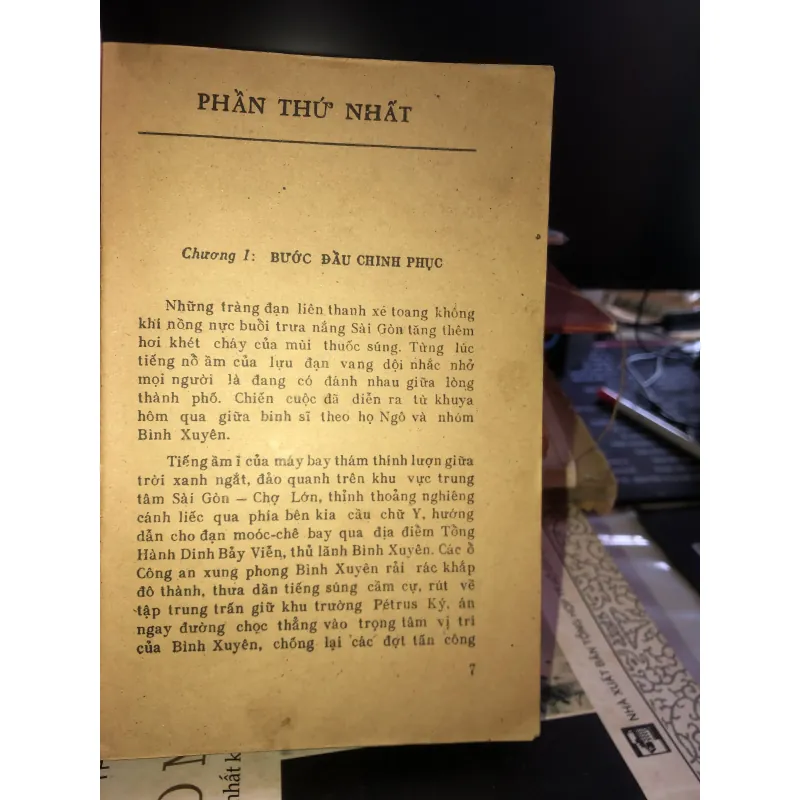 PHẦN THỨ NHẤT
Chương I: BƯỚC ĐẦU CHINH PHỤC
Những tràng đạn liên thanh xé toang không
khí nồng nực buổi trưa nắng Sài Gòn tăng thêm
hơi khét cháy của mùi thuốc súng. Từng lúc
tiếng nổ ầm của lựu đạn vang dội nhắc nhở
mọi người là đang có đánh nhau giữa lòng
thành phố. Chiến cuộc đã diễn ra từ khuya
hôm qua giữa binh sĩ theo họ Ngô và nhóm
Bình Xuyên.
Tiếng ầm ì của máy bay thám thính lượn giữa
trời xanh ngắt, đảo quanh trên khu vực trung
tâm Sài Gòn — Chợ Lớn, thỉnh thoảng nghiêng
cánh liếc qua phía bên kia cầu chữ Y, hướng
dẫn cho đạn moóc-chê bay qua địa điểm Tổng
Hành Dinh Bảy Viễn, thủ lãnh Bình Xuyên. Các ổ
Công an xung phong Bình Xuyên rải rác khắp
đô thành, thưa dần tiếng súng cầm cự, rút về
tập trung trấn giữ khu trường Pétrus Ký, án
ngay đường chọc thẳng vào trọng tâm vị trí
của Bình Xuyên, chống lại các đợt tấn công
7
NHÀ XUẤT BẢN TỔNG HỢP
nhất k